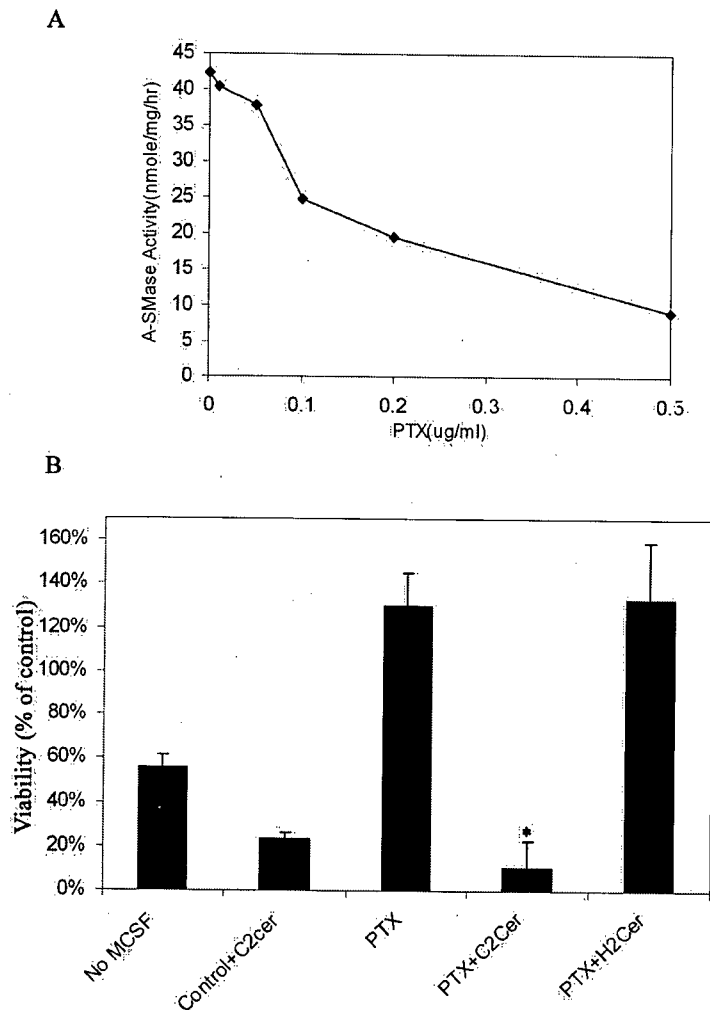 A
A-SMase Activity(nmole/mg/hr)
45
40
35
30
25
20
15
10
5
0
0 0.1 0.2 0.3 0.4 0.5
PTX(ug/ml)
B
Viability (% of control)
160%
140%
120%
100%
80%
60%
40%
20%
0%
*
No MCSF
Control+C2cer
PTX
PTX+C2Cer
PTX+H2Cer